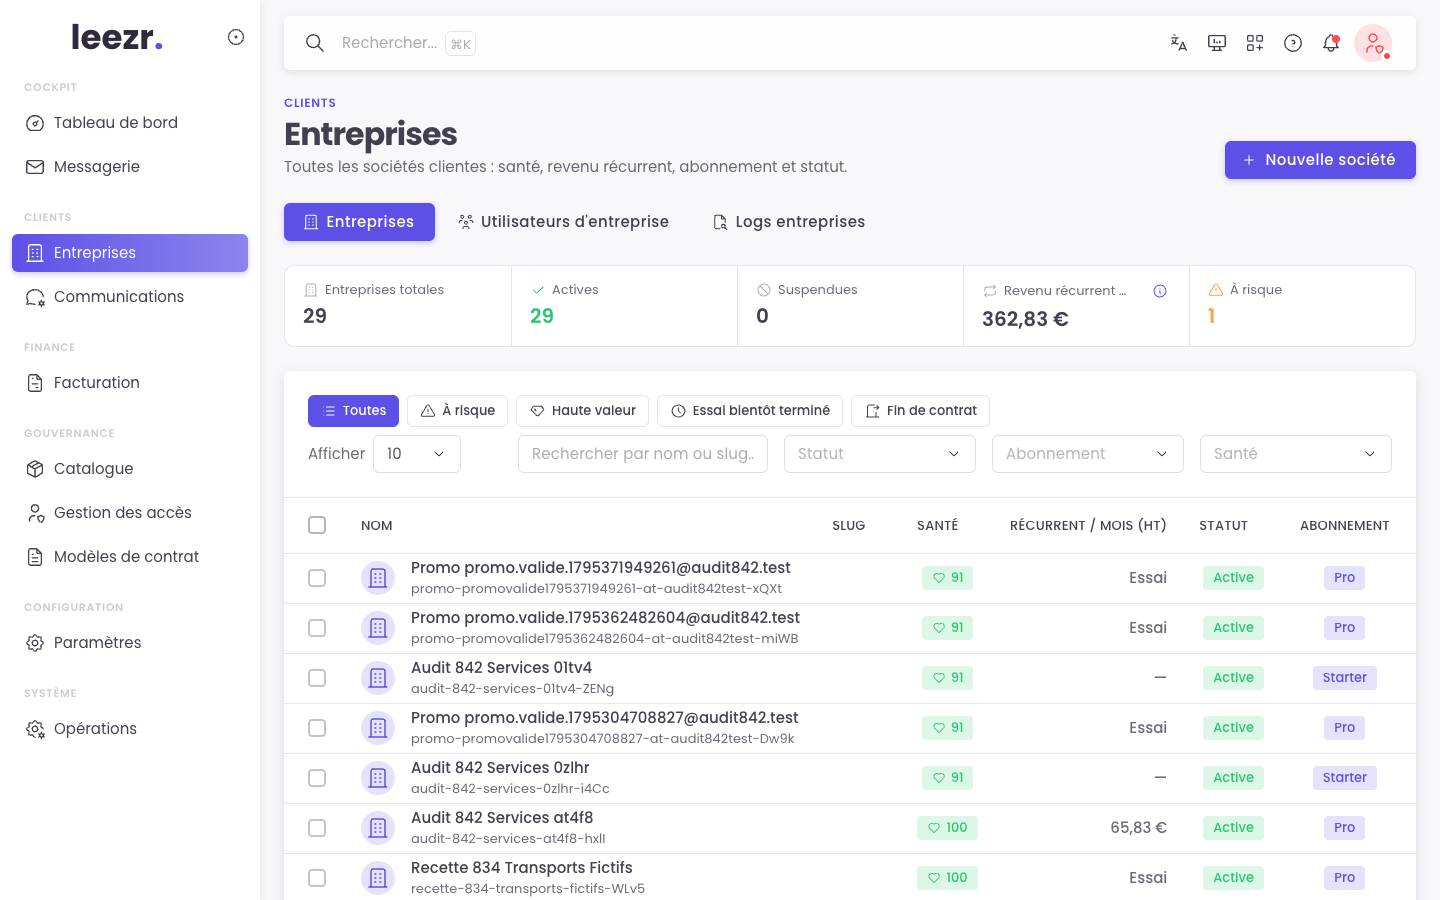 leezr.
COCKPIT
Tableau de bord
Messagerie
CLIENTS
Entreprises
Communications
FINANCE
Facturation
GOUVERNANCE
Catalogue
Gestion des accès
Modèles de contrat
CONFIGURATION
Paramètres
SYSTÈME
Opérations
Rechercher... ⌘K
CLIENTS
Entreprises
Toutes les sociétés clientes : santé, revenu récurrent, abonnement et statut.
Nouvelle société
Entreprises Utilisateurs d'entreprise Logs entreprises
Entreprises totales
29
Actives
29
Suspendues
0
Revenu récurrent ...
362,83 €
À risque
1
Toutes À risque Haute valeur Essai bientôt terminé Fin de contrat
Afficher 10 Rechercher par nom ou slug.. Statut Abonnement Santé
NOM SLUG SANTÉ RÉCURRENT / MOIS (HT) STATUT ABONNEMENT
Promo promo.valide.1795371949261@audit842.test 91 Essai Active Pro
promo-promovalide1795371949261-at-audit842test-xQXt
Promo promo.valide.1795362482604@audit842.test 91 Essai Active Pro
promo-promovalide1795362482604-at-audit842test-miWB
Audit 842 Services 01tv4 91 — Active Starter
audit-842-services-01tv4-ZENg
Promo promo.valide.1795304708827@audit842.test 91 Essai Active Pro
promo-promovalide1795304708827-at-audit842test-Dw9k
Audit 842 Services 0zlhr 91 — Active Starter
audit-842-services-0zlhr-i4Cc
Audit 842 Services at4f8 100 65,83 € Active Pro
audit-842-services-at4f8-hxlI
Recette 834 Transports Fictifs 100 Essai Active Pro
recette-834-transports-fictifs-WLv5